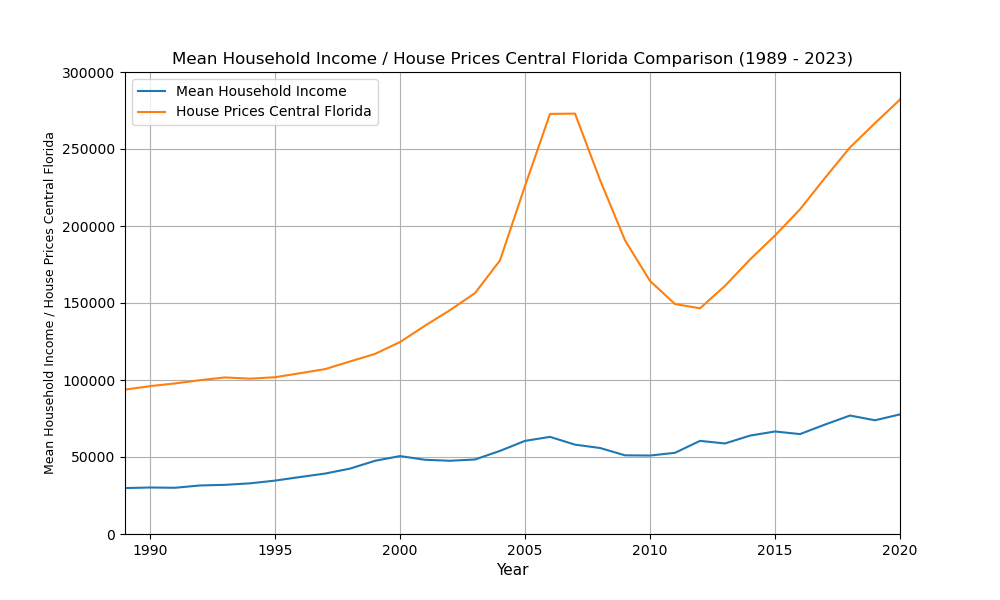 Mean Household Income / House Prices Central Florida Comparison (1989 - 2023)
300000
250000
200000
150000
100000
50000
0
Mean Household Income / House Prices Central Florida
Mean Household Income
House Prices Central Florida
1990
1995
2000
2005
2010
2015
2020
Year